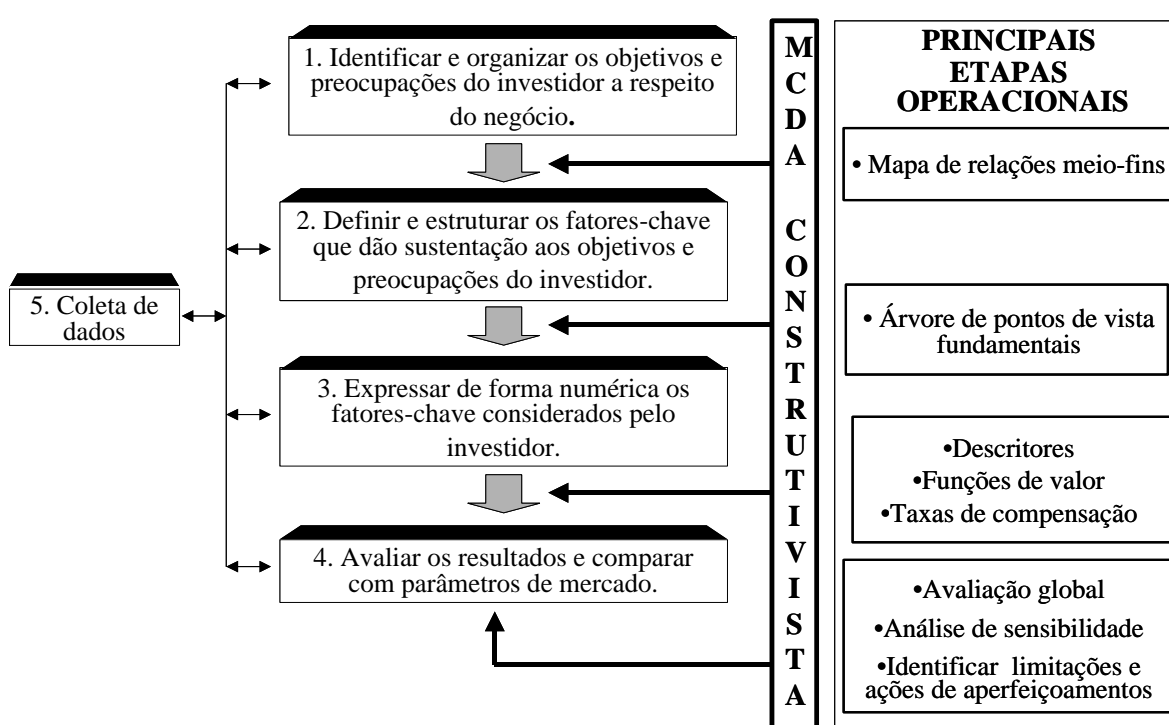 1. Identificar e organizar os objetivos e
preocupações do investidor a respeito
do negócio.
2. Definir e estruturar os fatores-chave
que dão sustentação aos objetivos e
preocupações do investidor.
5. Coleta de
dados
3. Expressar de forma numérica os
fatores-chave considerados pelo
investidor.
4. Avaliar os resultados e comparar
com parâmetros de mercado.
M
C
D
A
C
O
N
S
T
R
U
T
I
V
I
S
T
A
PRINCIPAIS
ETAPAS
OPERACIONAIS
• Mapa de relações meio-fins
• Árvore de pontos de vista
fundamentais
•Descritores
•Funções de valor
•Taxas de compensação
•Avaliação global
•Análise de sensibilidade
•Identificar limitações e
ações de aperfeiçoamentos